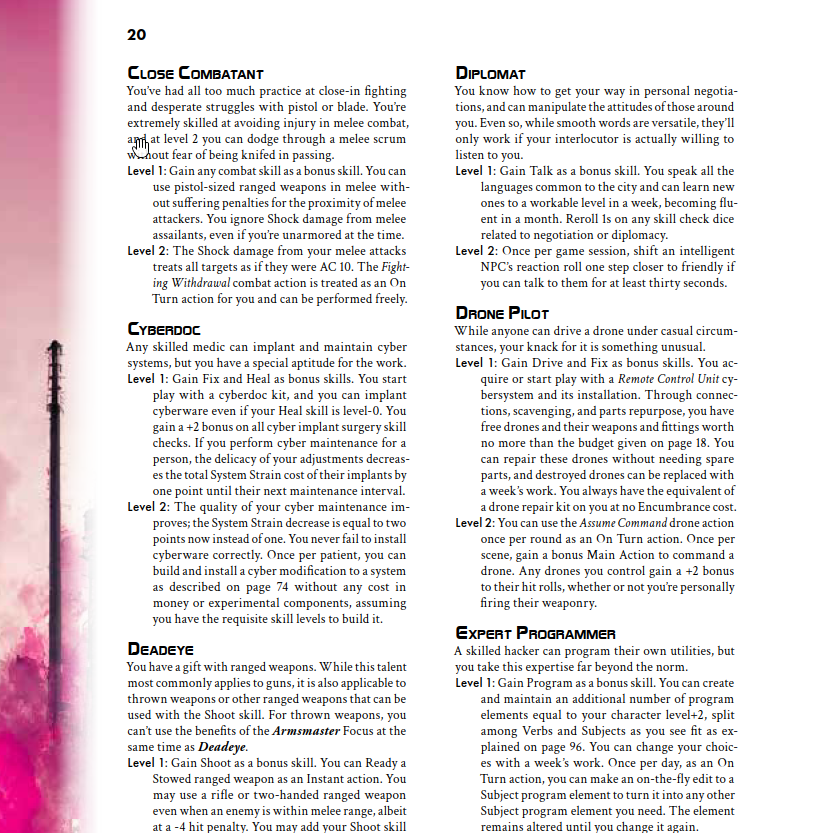 20
Close Combatant
You've had all too much practice at close-in fighting
and desperate struggles with pistol or blade. You're
extremely skilled at avoiding injury in melee combat,
and at level 2 you can dodge through a melee scrum
without fear of being knifed in passing.
Level 1: Gain any combat skill as a bonus skill. You can
use pistol-sized ranged weapons in melee with-
out suffering penalties for the proximity of melee
attackers. You ignore Shock damage from melee
assailants, even if you're unarmored at the time.
Level 2: The Shock damage from your melee attacks
treats all targets as if they were AC 10. The Fight-
ing Withdrawal combat action is treated as an On
Turn action for you and can be performed freely.
Cyberdoc
Any skilled medic can implant and maintain cyber
systems, but you have a special aptitude for the work.
Level 1: Gain Fix and Heal as bonus skills. You start
play with a cyberdoc kit, and you can implant
cyberware even if your Heal skill is level-0. You
gain a +2 bonus on all cyber implant surgery skill
checks. If you perform cyber maintenance for a
person, the delicacy of your adjustments decreas-
es the total System Strain cost of their implants by
one point until their next maintenance interval.
Level 2: The quality of your cyber maintenance im-
proves; the System Strain decrease is equal to two
points now instead of one. You never fail to install
cyberware correctly. Once per patient, you can
build and install a cyber modification to a system
as described on page 74 without any cost in
money or experimental components, assuming
you have the requisite skill levels to build it.
Deadeye
You have a gift with ranged weapons. While this talent
most commonly applies to guns, it is also applicable to
thrown weapons or other ranged weapons that can be
used with the Shoot skill. For thrown weapons, you
can't use the benefits of the Armsmaster Focus at the
same time as Deadeye.
Level 1: Gain Shoot as a bonus skill. You can Ready a
Stowed ranged weapon as an Instant action. You
may use a rifle or two-handed ranged weapon
even when an enemy is within melee range, albeit
at a -4 hit penalty. You may add your Shoot skill
Diplomat
You know how to get your way in personal negotia-
tions, and can manipulate the attitudes of those around
you. Even so, while smooth words are versatile, they'll
only work if your interlocutor is actually willing to
listen to you.
Level 1: Gain Talk as a bonus skill. You speak all the
languages common to the city and can learn new
ones to a workable level in a week, becoming flu-
ent in a month. Reroll 1s on any skill check dice
related to negotiation or diplomacy.
Level 2: Once per game session, shift an intelligent
NPC's reaction roll one step closer to friendly if
you can talk to them for at least thirty seconds.
Drone Pilot
While anyone can drive a drone under casual circum-
stances, your knack for it is something unusual.
Level 1: Gain Drive and Fix as bonus skills. You ac-
quire or start play with a Remote Control Unit cy-
bersystem and its installation. Through connec-
tions, scavenging, and parts repurpose, you have
free drones and their weapons and fittings worth
no more than the budget given on page 18. You
can repair these drones without needing spare
parts, and destroyed drones can be replaced with
a week's work. You always have the equivalent of
a drone repair kit on you at no Encumbrance cost.
Level 2: You can use the Assume Command drone action
once per round as an On Turn action. Once per
scene, gain a bonus Main Action to command a
drone. Any drones you control gain a +2 bonus
to their hit rolls, whether or not you're personally
firing their weaponry.
Expert Programmer
A skilled hacker can program their own utilities, but
you take this expertise far beyond the norm.
Level 1: Gain Program as a bonus skill. You can create
and maintain an additional number of program
elements equal to your character level+2, split
among Verbs and Subjects as you see fit as ex-
plained on page 96. You can change your choic-
es with a week's work. Once per day, as an On
Turn action, you can make an on-the-fly edit to a
Subject program element to turn it into any other
Subject program element you need. The element
remains altered until you change it again.